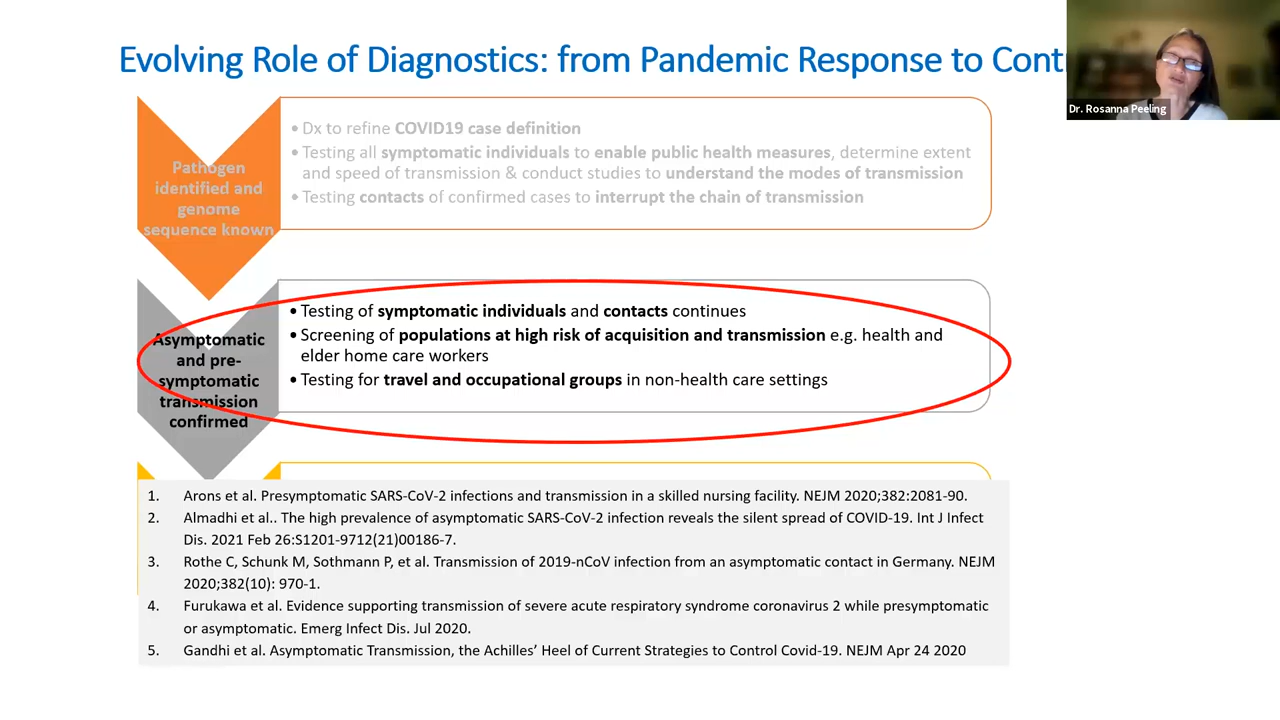 Evolving Role of Diagnostics: from Pandemic Response to Cont
Dr. Rosanna Peeling
Pathogen
identified and
genome
sequence known
• Dx to refine COVID19 case definition
• Testing all symptomatic individuals to enable public health measures, determine extent
and speed of transmission & conduct studies to understand the modes of transmission
• Testing contacts of confirmed cases to interrupt the chain of transmission
Asymptomatic
and pre-
symptomatic
transmission
confirmed
• Testing of symptomatic individuals and contacts continues
• Screening of populations at high risk of acquisition and transmission e.g. health and
elder home care workers
• Testing for travel and occupational groups in non-health care settings
1. Arons et al. Presymptomatic SARS-CoV-2 infections and transmission in a skilled nursing facility. NEJM 2020;382:2081-90.
2. Almadhi et al.. The high prevalence of asymptomatic SARS-CoV-2 infection reveals the silent spread of COVID-19. Int J Infect
Dis. 2021 Feb 26:S1201-9712(21)00186-7.
3. Rothe C, Schunk M, Sothmann P, et al. Transmission of 2019-nCoV infection from an asymptomatic contact in Germany. NEJM
2020;382(10): 970-1.
4. Furukawa et al. Evidence supporting transmission of severe acute respiratory syndrome coronavirus 2 while presymptomatic
or asymptomatic. Emerg Infect Dis. Jul 2020.
5. Gandhi et al. Asymptomatic Transmission, the Achilles’ Heel of Current Strategies to Control Covid-19. NEJM Apr 24 2020